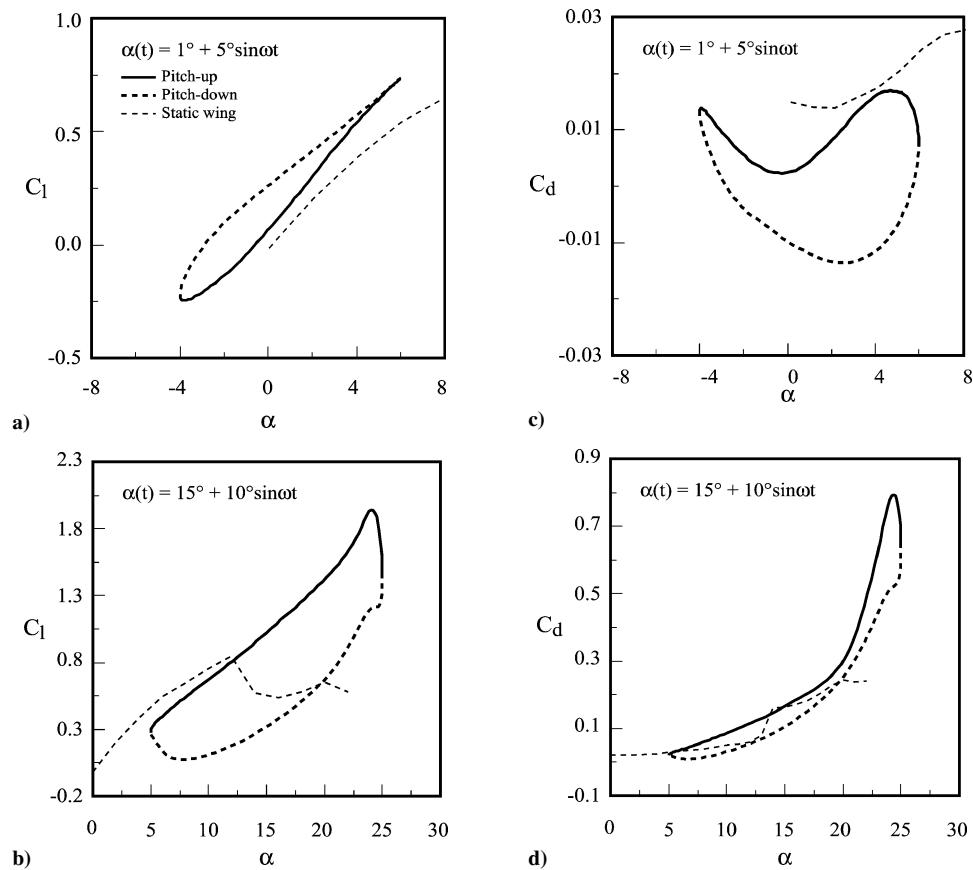 1.0
α(t) = 1° + 5°sinωt
Pitch-up
Pitch-down
Static wing
0.5
Cl
0.0
-0.5
-8 -4 0 4 8
α
a)
0.03
α(t) = 1° + 5°sinωt
0.01
Cd
-0.01
-0.03
-8 -4 0 4 8
α
c)
2.3
α(t) = 15° + 10°sinωt
1.8
1.3
Cl
0.8
0.3
-0.2
0 5 10 15 20 25 30
α
b)
0.9
α(t) = 15° + 10°sinωt
0.7
0.5
Cd
0.3
0.1
-0.1
0 5 10 15 20 25 30
α
d)